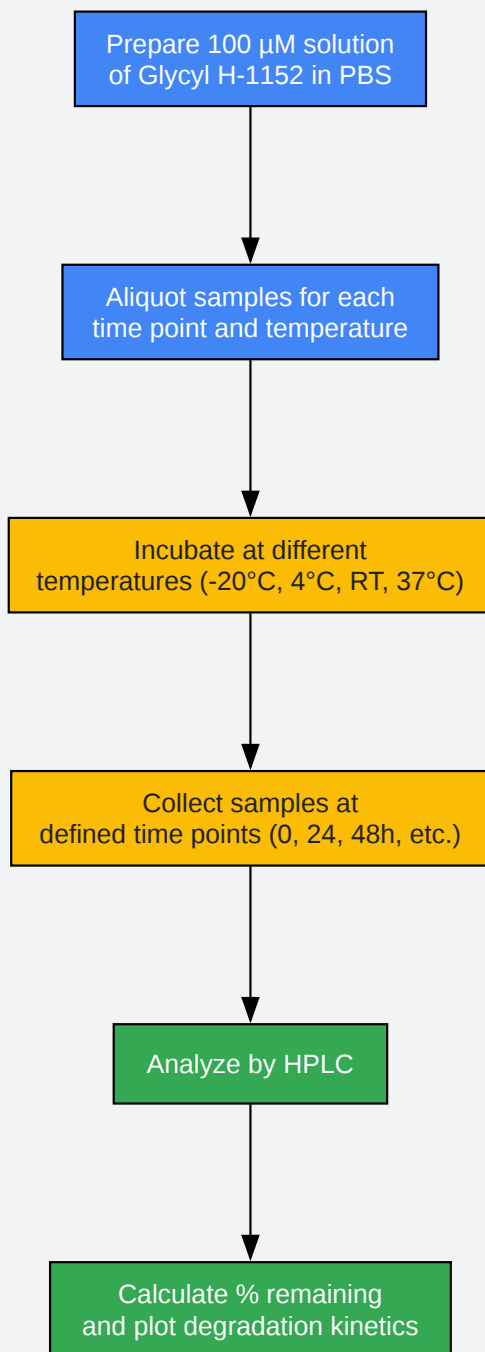 Prepare 100 µM solution
of Glycyl H-1152 in PBS
Aliquot samples for each
time point and temperature
Incubate at different
temperatures (-20°C, 4°C, RT, 37°C)
Collect samples at
defined time points (0, 24, 48h, etc.)
Analyze by HPLC
Calculate % remaining
and plot degradation kinetics